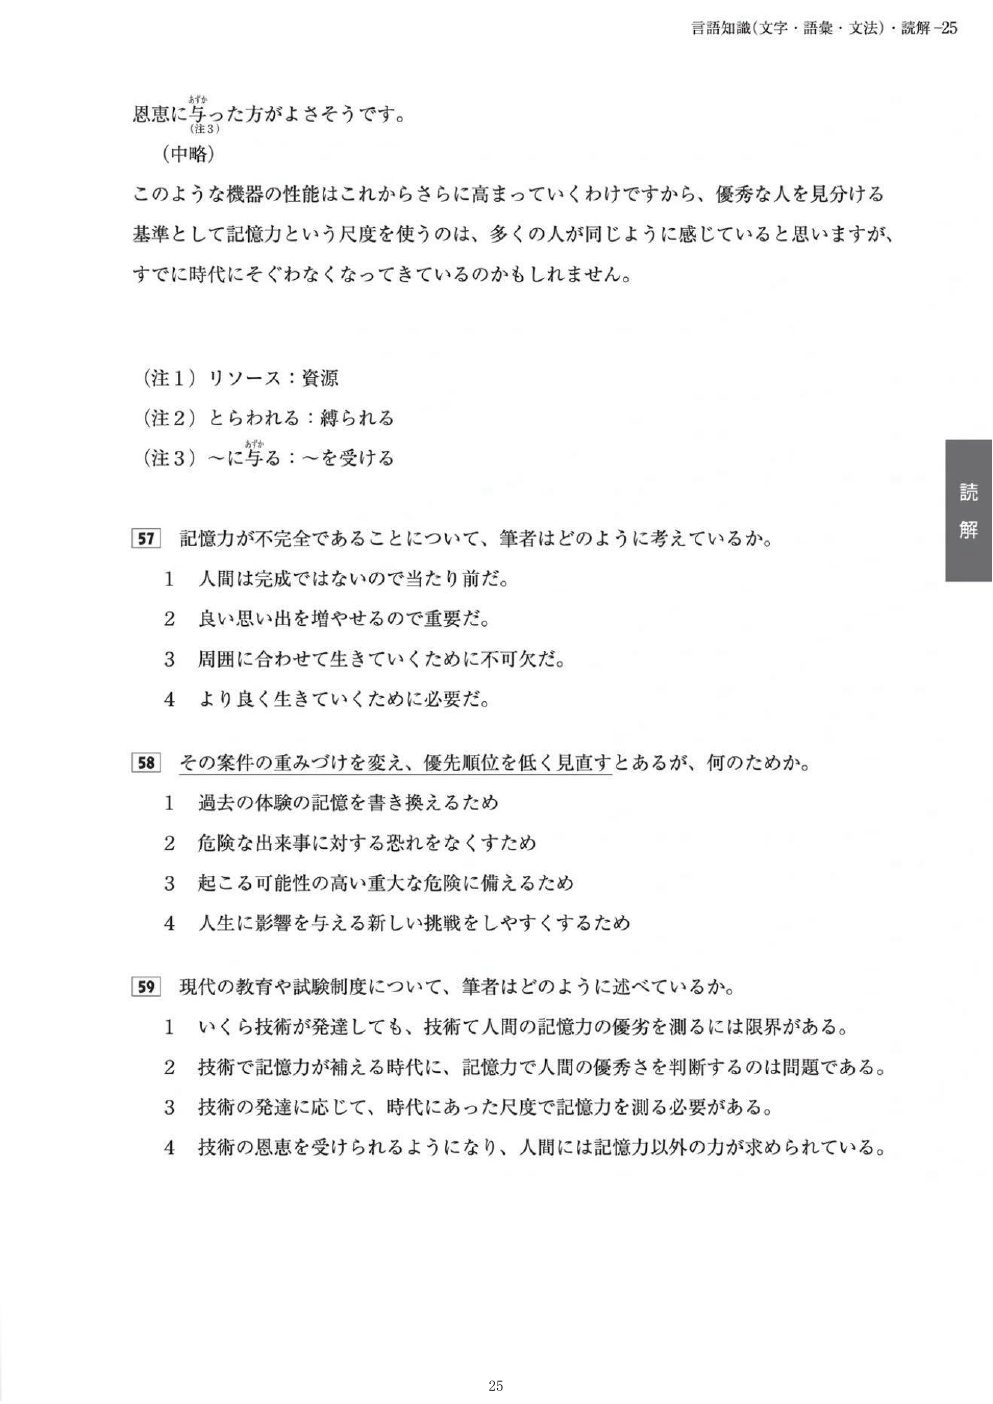 言語知識(文字・語彙・文法)・読解−25
恩恵に与った方がよさそうです。
あずか
(注3)
（中略）
このような機器の性能はこれからさらに高まっていくわけですから、優秀な人を見分ける
基準として記憶力という尺度を使うのは、多くの人が同じように感じていると思いますが、
すでに時代にそぐわなくなってきているのかもしれません。
（注1）リソース：資源
（注2）とらわれる：縛られる
（注3）～に与る：～を受ける
あずか
読解
57 記憶力が不完全であることについて、筆者はどのように考えているか。
1 人間は完成ではないので当たり前だ。
2 良い思い出を増やせるので重要だ。
3 周囲に合わせて生きていくために不可欠だ。
4 より良く生きていくために必要だ。
58 その案件の重みづけを変え、優先順位を低く見直すとあるが、何のためか。
1 過去の体験の記憶を書き換えるため
2 危険な出来事に対する恐れをなくすため
3 起こる可能性の高い重大な危険に備えるため
4 人生に影響を与える新しい挑戦をしやすくするため
59 現代の教育や試験制度について、筆者はどのように述べているか。
1 いくら技術が発達しても、技術て人間の記憶力の優劣を測るには限界がある。
2 技術で記憶力が補える時代に、記憶力で人間の優秀さを判断するのは問題である。
3 技術の発達に応じて、時代にあった尺度で記憶力を測る必要がある。
4 技術の恩恵を受けられるようになり、人間には記憶力以外の力が求められている。
25